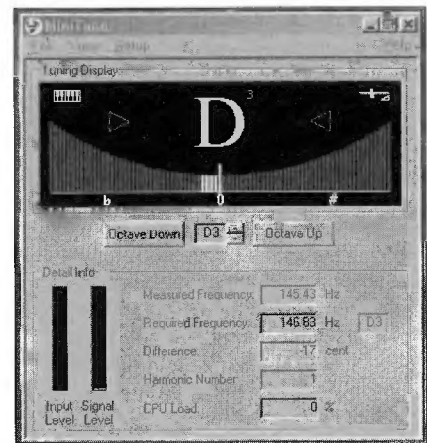 Tuning Display
D 3
b 0 #
Octave Down D3 Octave Up
Detail Info
Measured Frequency: 145.43 Hz
Required Frequency: 146.83 Hz D3
Difference: -17 cent
Harmonic Number 1
CPU Load: 0 %
Input Level
Signal Level